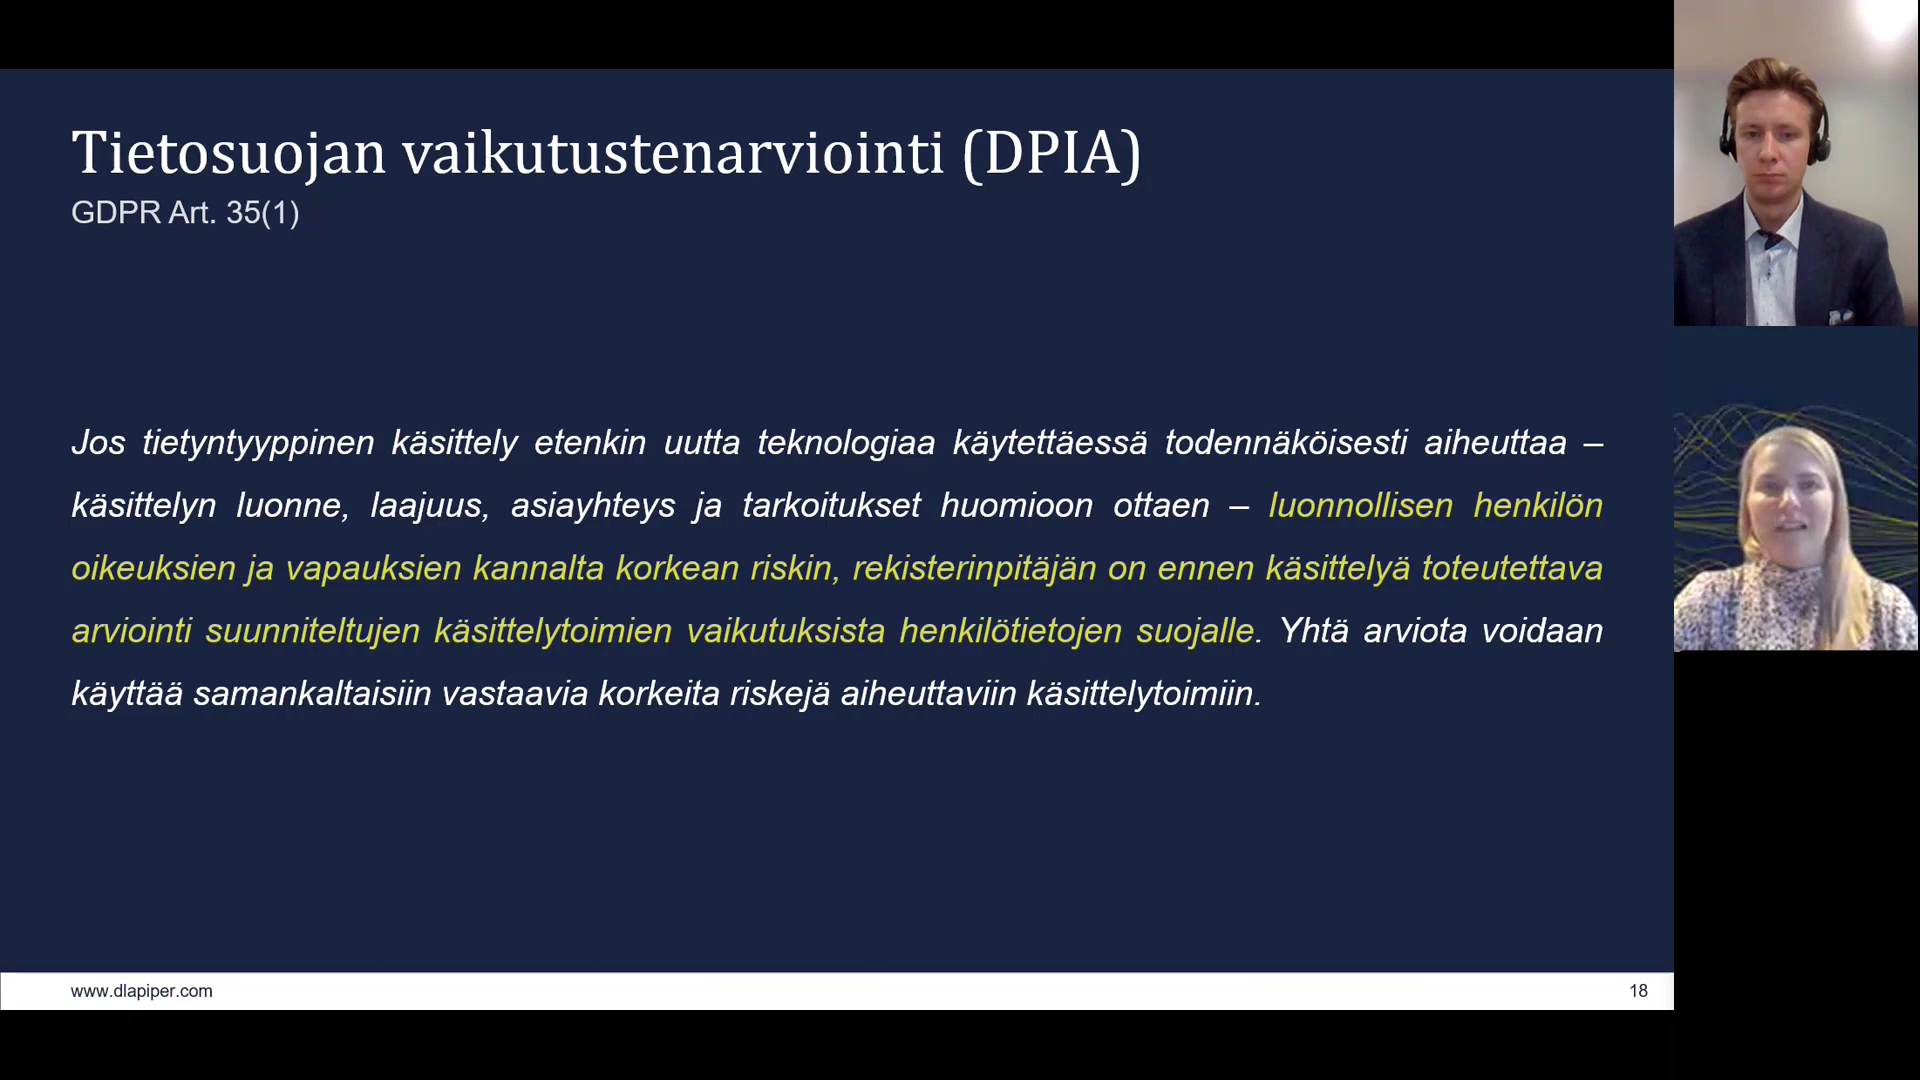 Tietosuojan vaikutustenarviointi (DPIA)
GDPR Art. 35(1)
Jos tietyntyyppinen käsittely etenkin uutta teknologiaa käytettäessä todennäköisesti aiheuttaa –
käsittelyn luonne, laajuus, asiayhteys ja tarkoitukset huomioon ottaen – luonnollisen henkilön
oikeuksien ja vapauksien kannalta korkean riskin, rekisterinpitäjän on ennen käsittelyä toteutettava
arviointi suunniteltujen käsittelytoimien vaikutuksista henkilötietojen suojalle. Yhtä arviota voidaan
käyttää samankaltaisiin vastaavia korkeita riskejä aiheuttaviin käsittelytoimiin.
www.dlapiper.com
18